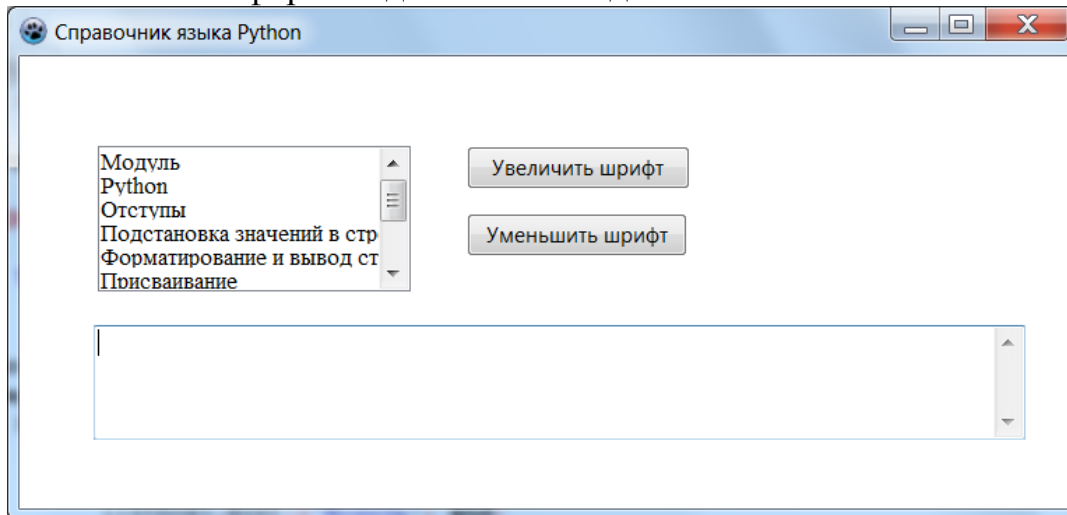 Справочник языка Python
Модуль
Python
Отступы
Подстановка значений в стр
Форматирование и вывод ст
Присваивание
Увеличить шрифт
Уменьшить шрифт